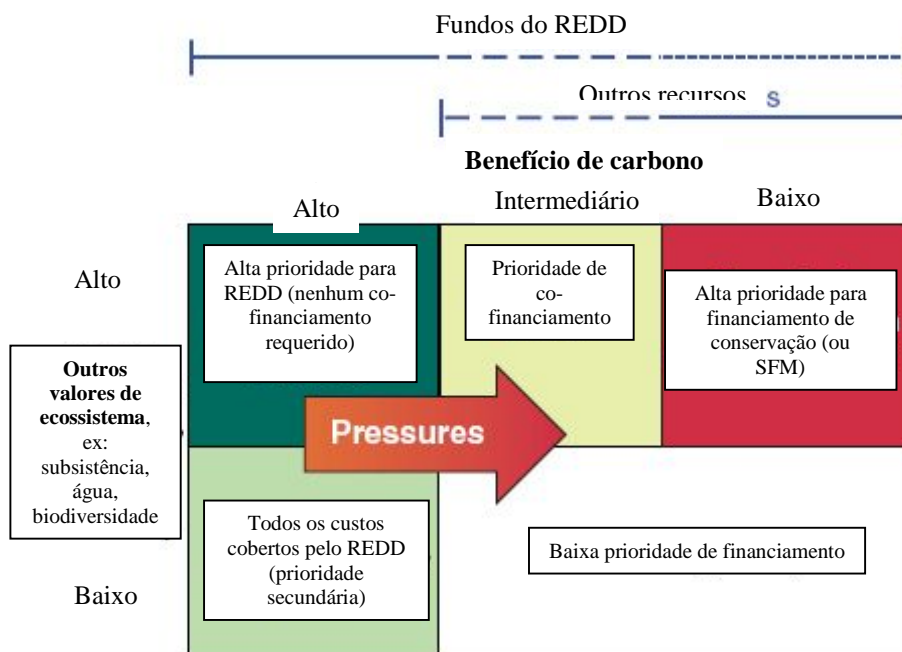 Fundos do REDD
Outros recursos s
Benefício de carbono
Alto
Intermediário
Baixo
Alto
Alta prioridade para
REDD (nenhum co-
financiamento
requerido)
Prioridade de
co-
financiamento
Alta prioridade para
financiamento de
conservação (ou
SFM)
Outros
valores de
ecossistema,
ex:
subsistência,
água,
biodiversidade
Pressures
Todos os custos
cobertos pelo REDD
(prioridade
secundária)
Baixa prioridade de financiamento
Baixo